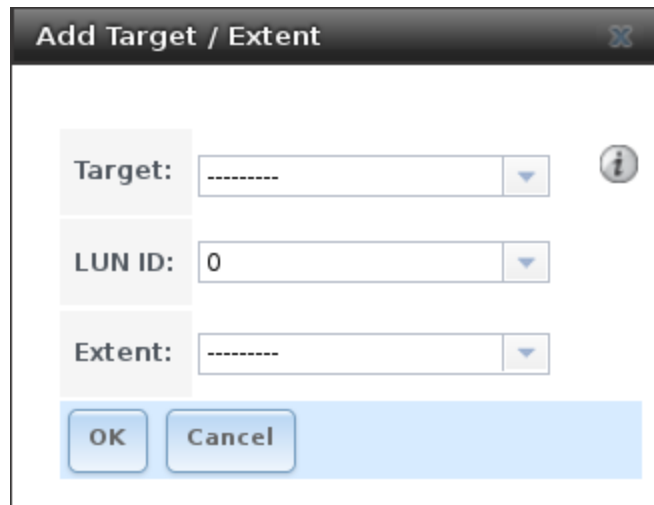 Add Target / Extent
Target: ---------
LUN ID: 0
Extent: ---------
OK Cancel